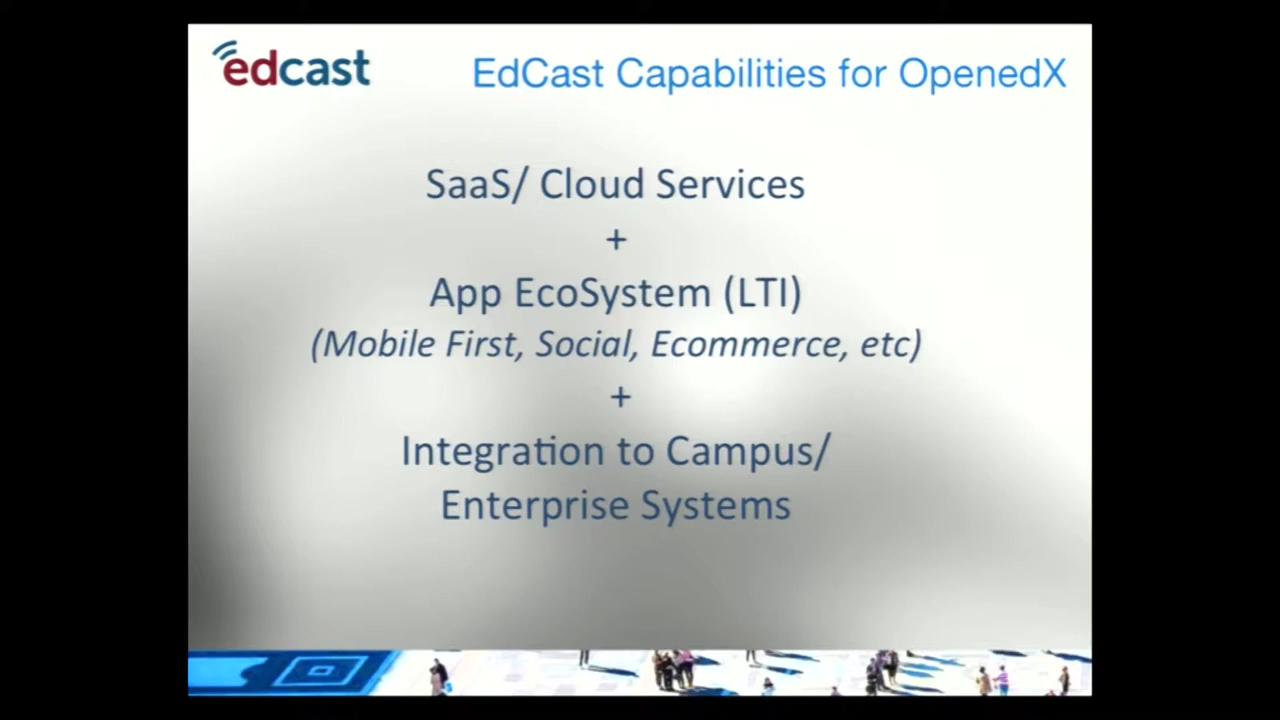 edcast
EdCast Capabilities for OpenedX
SaaS/ Cloud Services
+
App EcoSystem (LTI)
(Mobile First, Social, Ecommerce, etc)
+
Integration to Campus/
Enterprise Systems